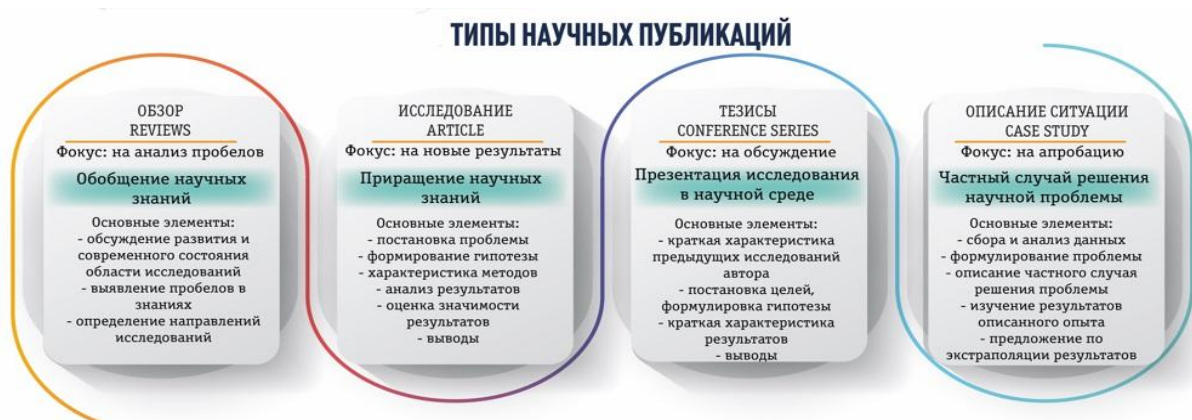 ТИПЫ НАУЧНЫХ ПУБЛИКАЦИЙ
ОБЗОР
REVIEWS
Фокус: на анализ пробелов
Обобщение научных
знаний
Основные элементы:
- обсуждение развития и
современного состояния
области исследований
- выявление пробелов в
знаниях
- определение направлений
исследований
ИССЛЕДОВАНИЕ
ARTICLE
Фокус: на новые результаты
Приращение научных
знаний
Основные элементы:
- постановка проблемы
- формирование гипотезы
- характеристика методов
- анализ результатов
- оценка значимости
результатов
- выводы
ТЕЗИСЫ
CONFERENCE SERIES
Фокус: на обсуждение
Презентация исследования
в научной среде
Основные элементы:
- краткая характеристика
предыдущих исследований
автора
- постановка целей,
формулировка гипотезы
- краткая характеристика
результатов
- выводы
ОПИСАНИЕ СИТУАЦИИ
CASE STUDY
Фокус: на апробацию
Частный случай решения
научной проблемы
Основные элементы:
- сбора и анализ данных
- формулирование проблемы
- описание частного случая
решения проблемы
- изучение результатов
описанного опыта
- предложение по
экстраполяции результатов